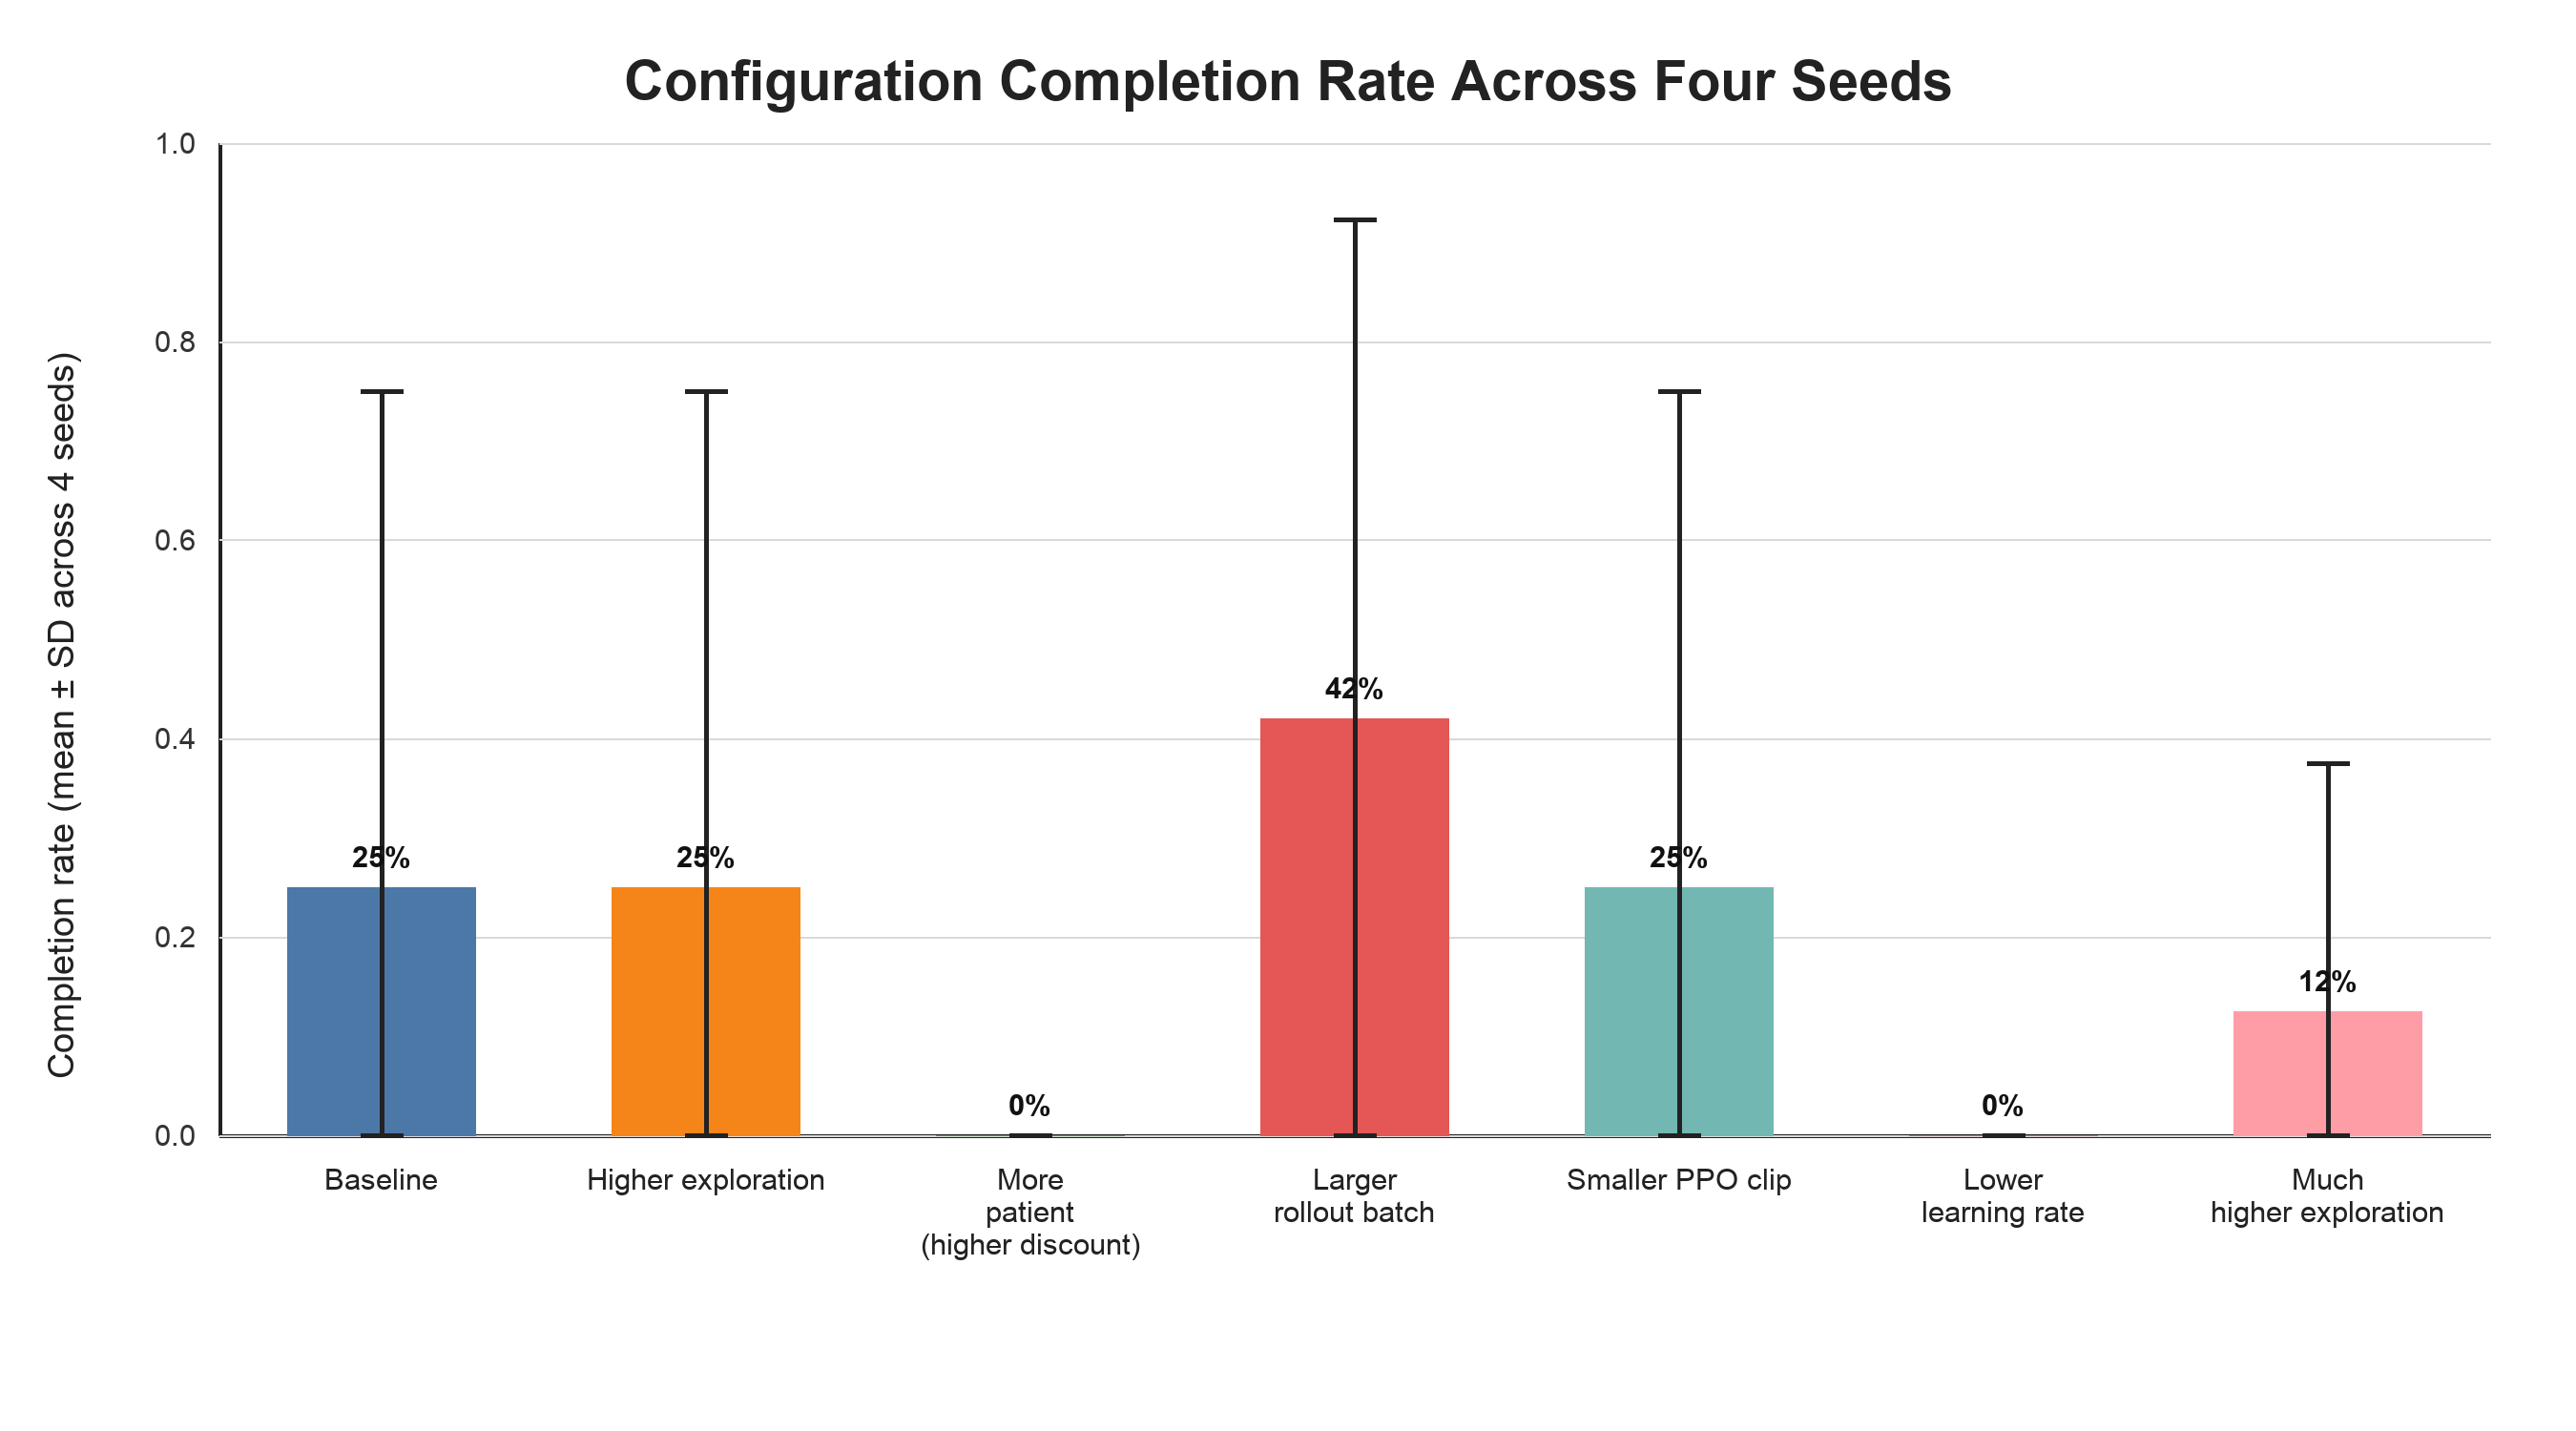 Configuration Completion Rate Across Four Seeds
Completion rate (mean ± SD across 4 seeds)
1.0
0.8
0.6
0.4
0.2
0.0
25%
25%
0%
42%
25%
0%
12%
Baseline
Higher exploration
More
patient
(higher discount)
Larger
rollout batch
Smaller PPO clip
Lower
learning rate
Much
higher exploration